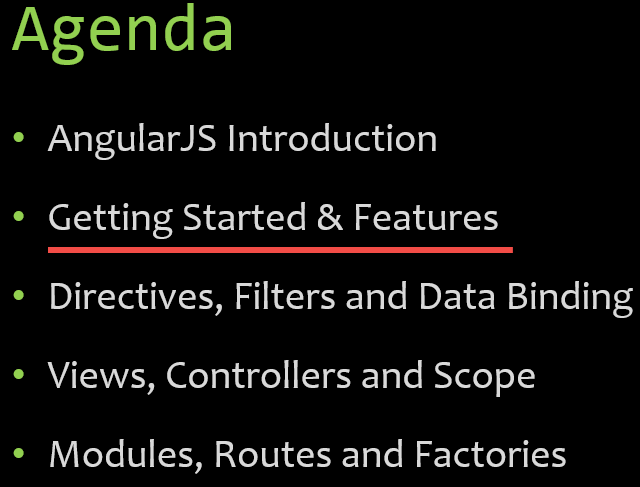 Agenda
• AngularJS Introduction
• Getting Started & Features
• Directives, Filters and Data Binding
• Views, Controllers and Scope
• Modules, Routes and Factories